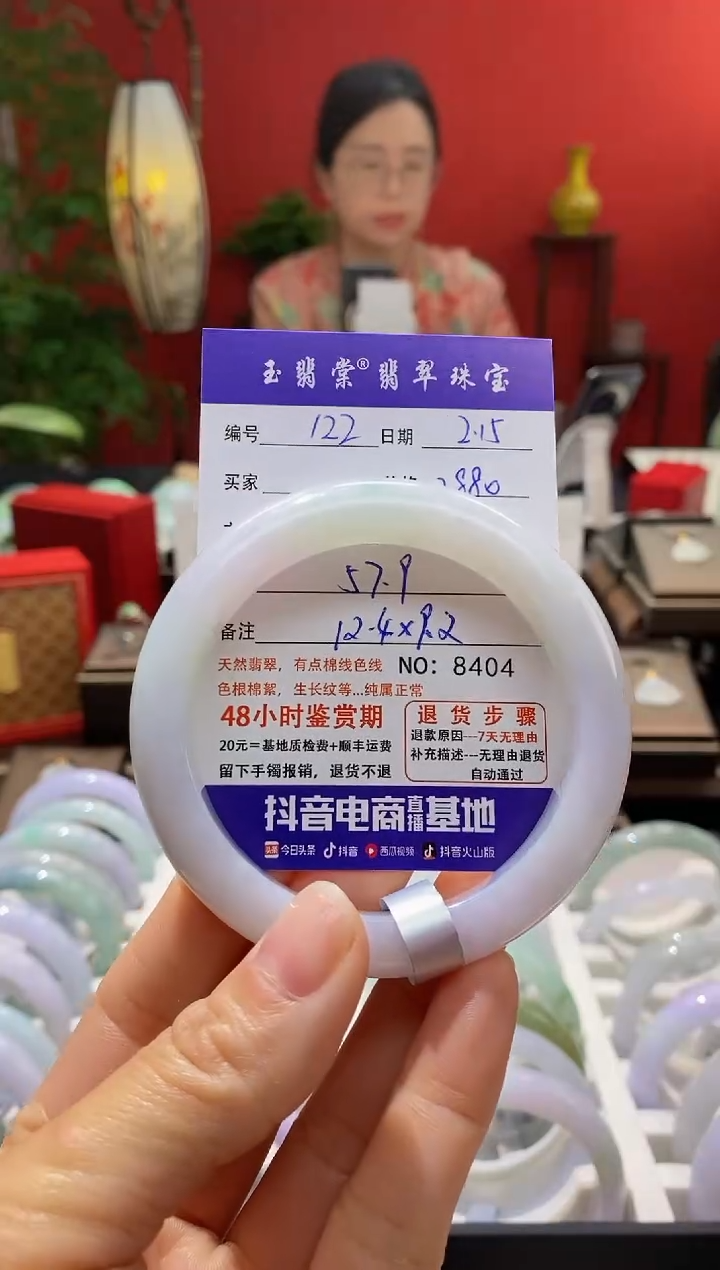 玉翡棠®翡翠珠宝
编号 122 日期 2.15
买家 880
57.9
备注 12.4×9.2
天然翡翠，有点棉线色线 NO：8404
色根棉絮，生长纹等...纯属正常
48小时鉴赏期
20元=基地质检费+顺丰运费
留下手镯报销，退货不退
退货步骤
退款原因---7天无理由
补充描述---无理由退货
自动通过
抖音电商直播基地
头条 今日头条 抖音 西瓜视频 抖音火山版